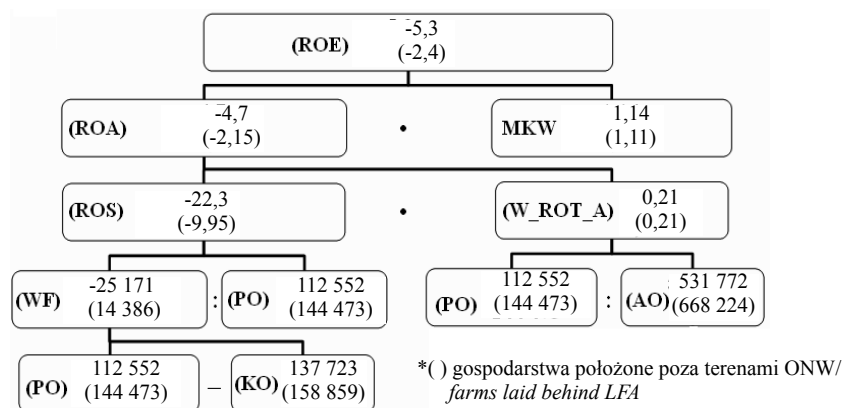 -5,3
(ROE) (-2,4)
-4,7 1,14
(ROA) (-2,15) • MKW (1,11)
-22,3 0,21
(ROS) (-9,95) • (W_ROT_A) (0,21)
-25 171 112 552 112 552 531 772
(WF) (14 386) : (PO) (144 473) (PO) (144 473) : (AO) (668 224)
112 552 137 723
(PO) (144 473) – (KO) (158 859)
*( ) gospodarstwa położone poza terenami ONW/
farms laid behind LFA